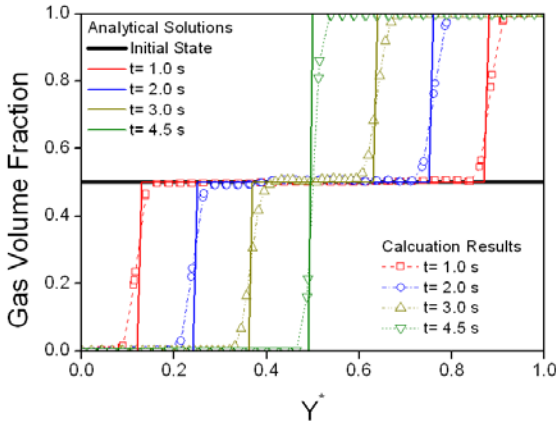 Analytical Solutions
Initial State
t= 1.0 s
t= 2.0 s
t= 3.0 s
t= 4.5 s
Calcuation Results
t= 1.0 s
t= 2.0 s
t= 3.0 s
t= 4.5 s
Gas Volume Fraction
1.0
0.8
0.6
0.4
0.2
0.0
0.0 0.2 0.4 0.6 0.8 1.0
Y*